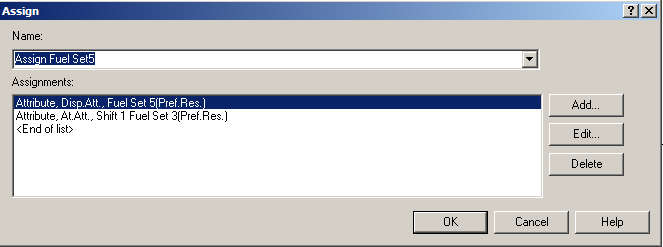 Assign
Name:
Assign Fuel Set5
Assignments:
Attribute, Disp.Att., Fuel Set 5(Pref.Res.)
Attribute, At.Att., Shift 1 Fuel Set 3(Pref.Res.)
<End of list>
Add...
Edit...
Delete
OK
Cancel
Help